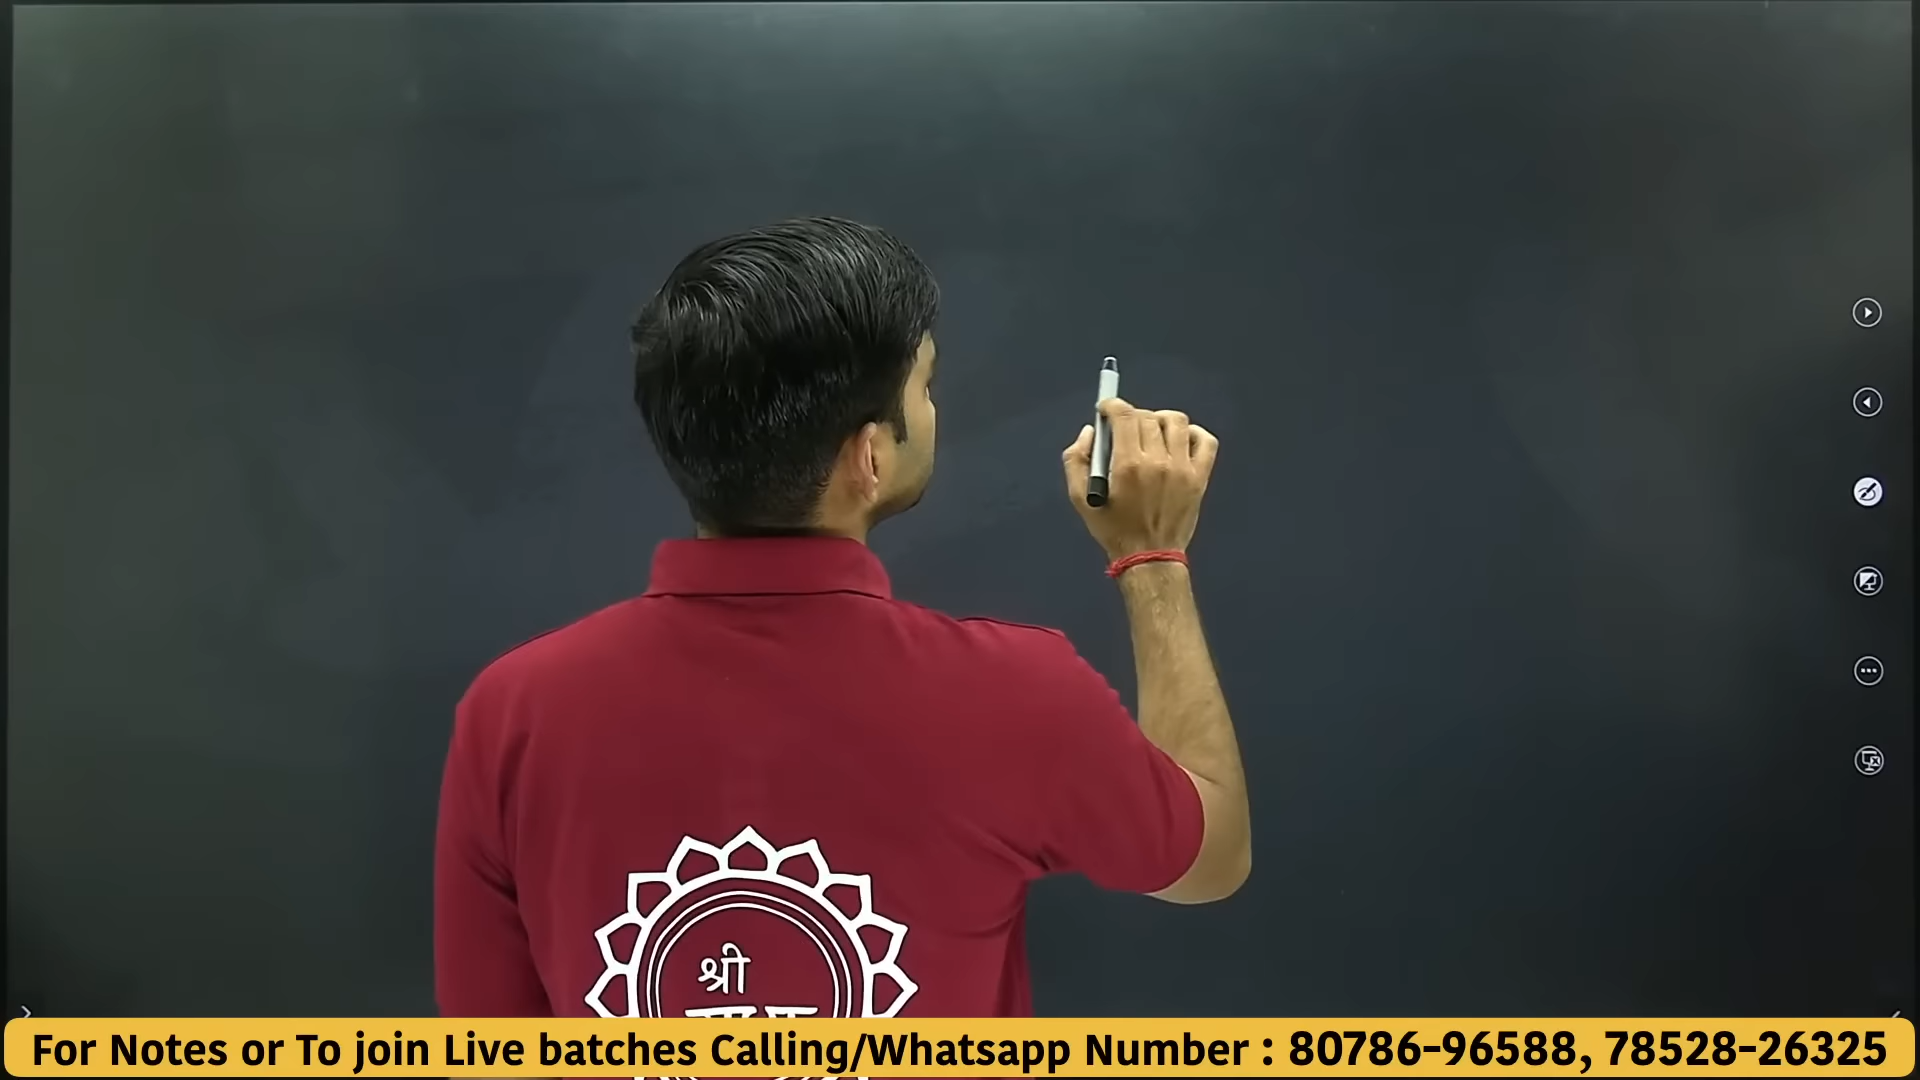 श्री
For Notes or To join Live batches Calling/Whatsapp Number : 80786-96588, 78528-26325